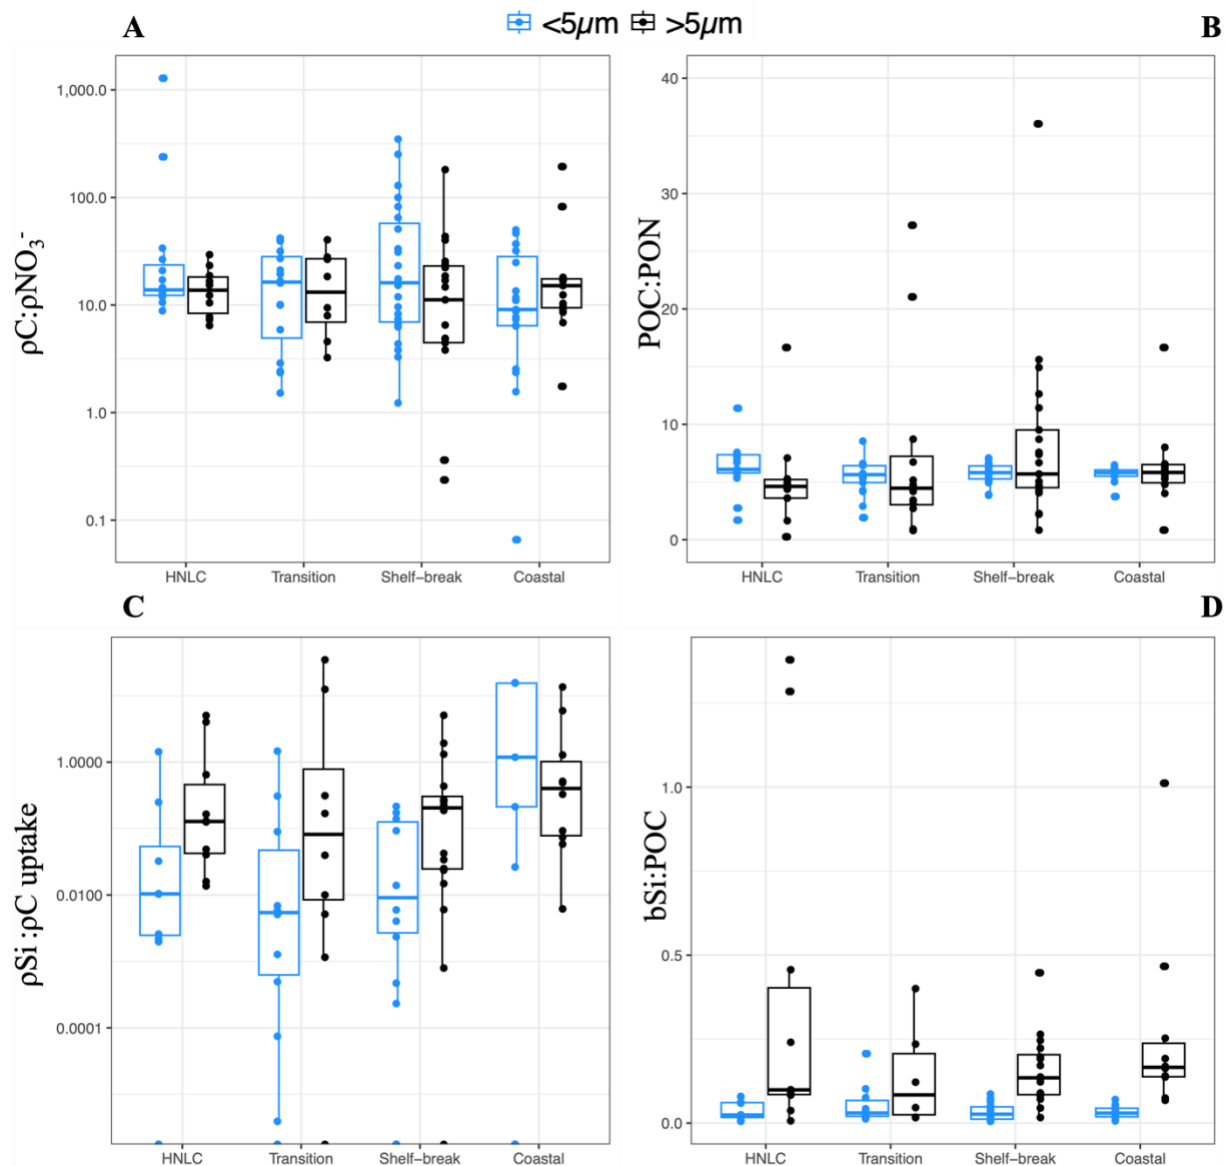 A
<5µm >5µm
B
1,000.0
100.0
10.0
1.0
0.1
ρC:ρNO₃⁻
HNLC Transition Shelf–break Coastal
40
30
20
10
0
POC:PON
HNLC Transition Shelf–break Coastal
C
D
1.0000
0.0100
0.0001
ρSi :ρC uptake
HNLC Transition Shelf–break Coastal
1.0
0.5
0.0
bSi:POC
HNLC Transition Shelf–break Coastal